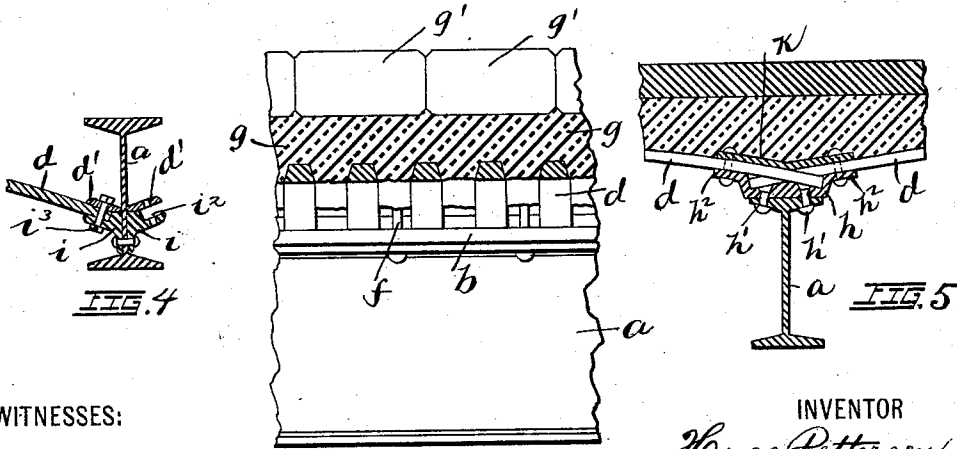 g' g'
g g
d
f
b
a
d
d'
a
d'
i²
i³
i
i
FIG. 4
K
d d
h² h²
h' h' h
a
FIG. 5
WITNESSES:
INVENTOR